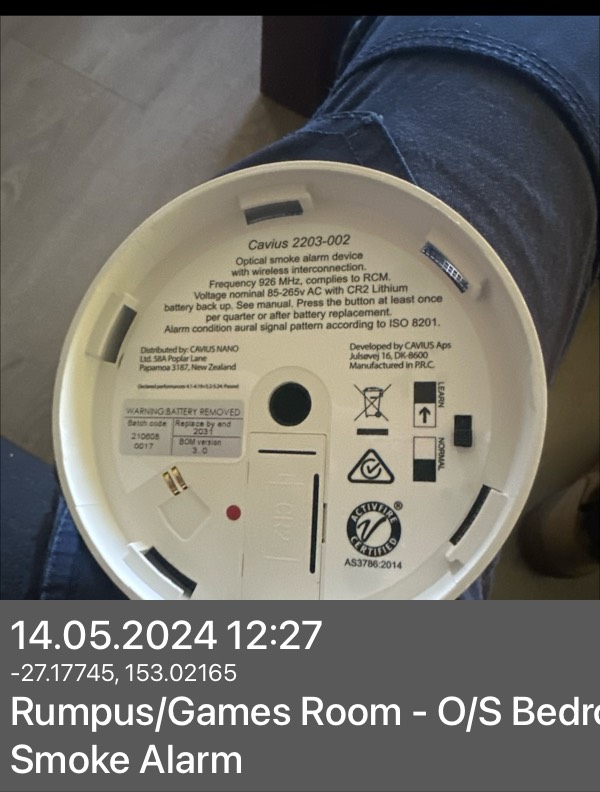 Cavius 2203-002
Optical smoke alarm device
with wireless interconnection.
Frequency 926 MHz, complies to RCM.
Voltage nominal 85-265v AC with CR2 Lithium
battery back up. See manual. Press the button at least once
per quarter or after battery replacement.
Alarm condition aural signal pattern according to ISO 8201.
Distributed by: CAVIUS NANO
Ltd. 58A Poplar Lane
Papamoa 3187, New Zealand
Developed by CAVIUS Aps
Julsøvej 16, DK-8600
Manufactured in P.R.C.
WARNING:BATTERY REMOVED
Batch code
210608
0017
Replace by end
2031
BOM version
3.0
LEARN
NORMAL
CR2
ACTIVFIRE
®
CERTIFIED
AS3786:2014
14.05.2024 12:27
-27.17745, 153.02165
Rumpus/Games Room - O/S Bedro
Smoke Alarm